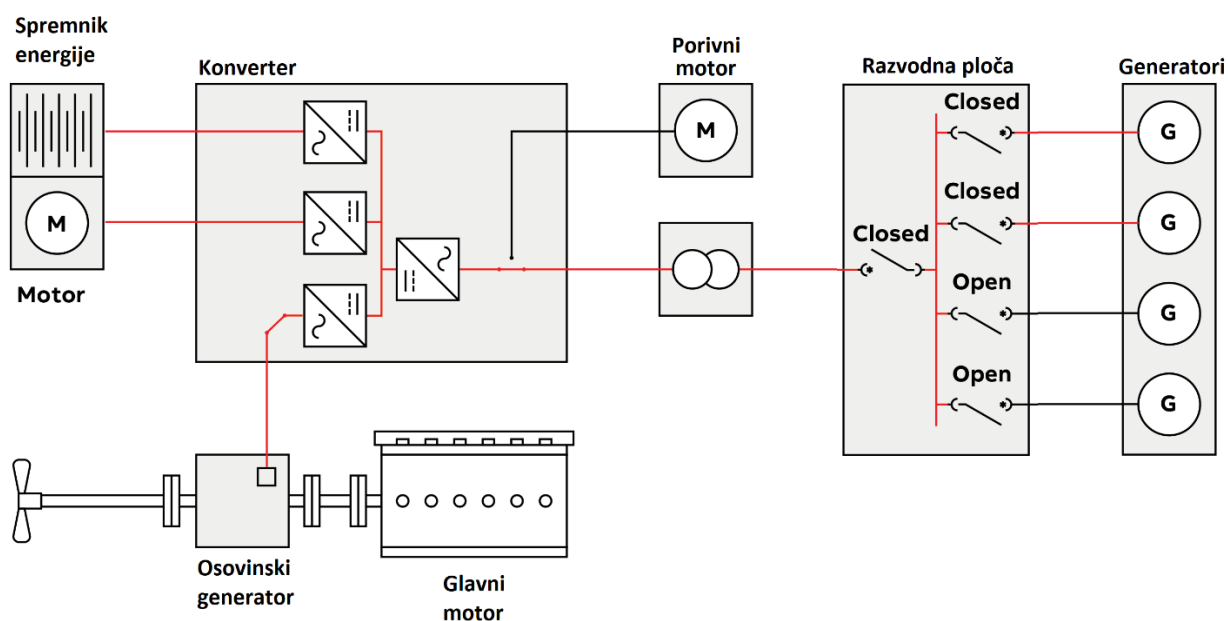 Spremnik
energije
Konverter
Porivni
motor
Razvodna ploča
Generatori
M
Closed
G
M
Motor
Closed
G
Closed
Open
G
Open
G
Osovinski
generator
Glavni
motor